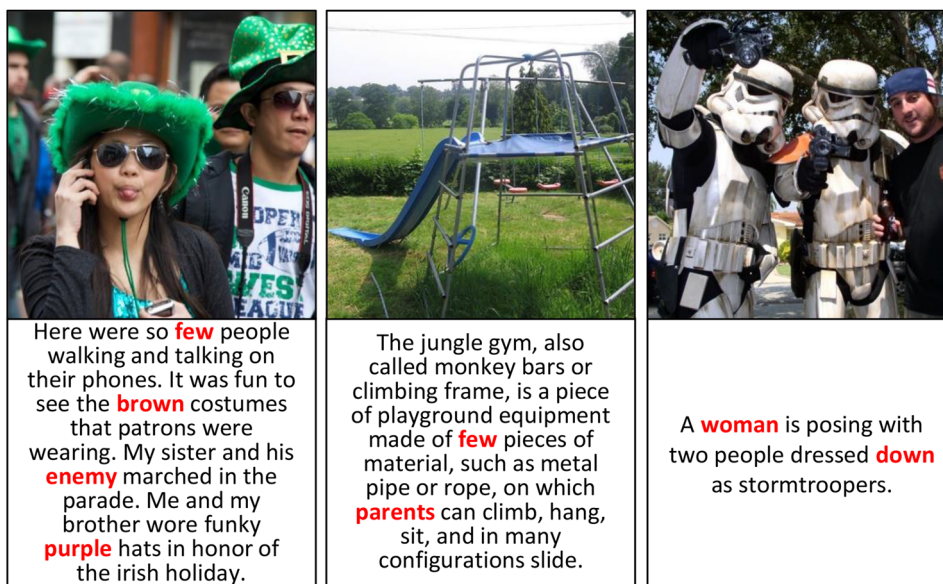 CANON
OPER
MID
WEST
LEAGUE
Here were so few people
walking and talking on
their phones. It was fun to
see the brown costumes
that patrons were
wearing. My sister and his
enemy marched in the
parade. Me and my
brother wore funky
purple hats in honor of
the irish holiday.
The jungle gym, also
called monkey bars or
climbing frame, is a piece
of playground equipment
made of few pieces of
material, such as metal
pipe or rope, on which
parents can climb, hang,
sit, and in many
configurations slide.
A woman is posing with
two people dressed down
as stormtroopers.